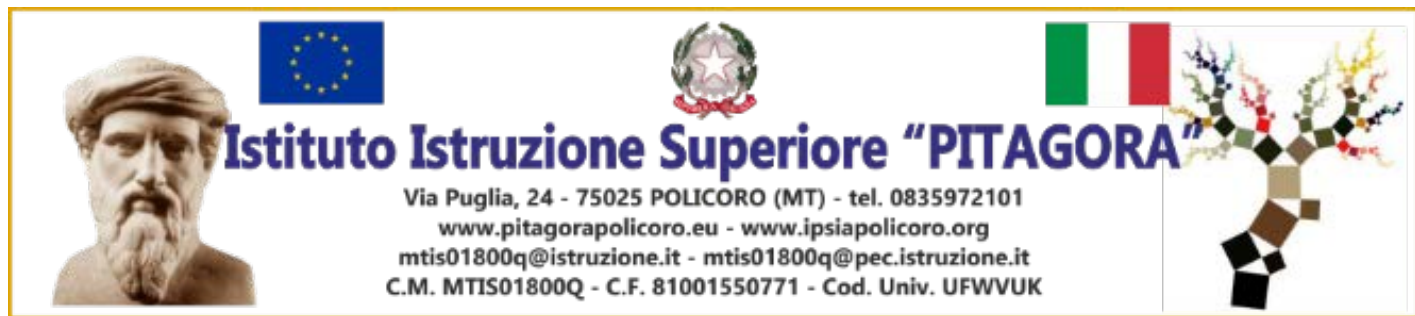 Istituto Istruzione Superiore “PITAGORA”
Via Puglia, 24 - 75025 POLICORO (MT) - tel. 0835972101
www.pitagorapolicoro.eu - www.ipsiapolicoro.org
mtis01800q@istruzione.it - mtis01800q@pec.istruzione.it
C.M. MTIS01800Q - C.F. 81001550771 - Cod. Univ. UFWVUK